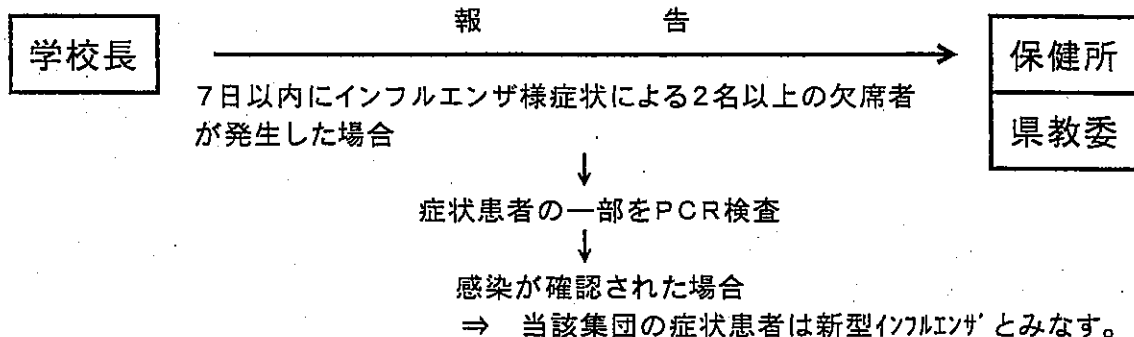 報告
学校長
保健所
県教委
7日以内にインフルエンザ様症状による2名以上の欠席者
が発生した場合
↓
症状患者の一部をPCR検査
↓
感染が確認された場合
⇒ 当該集団の症状患者は新型ｲﾝﾌﾙｴﾝｻﾞとみなす。